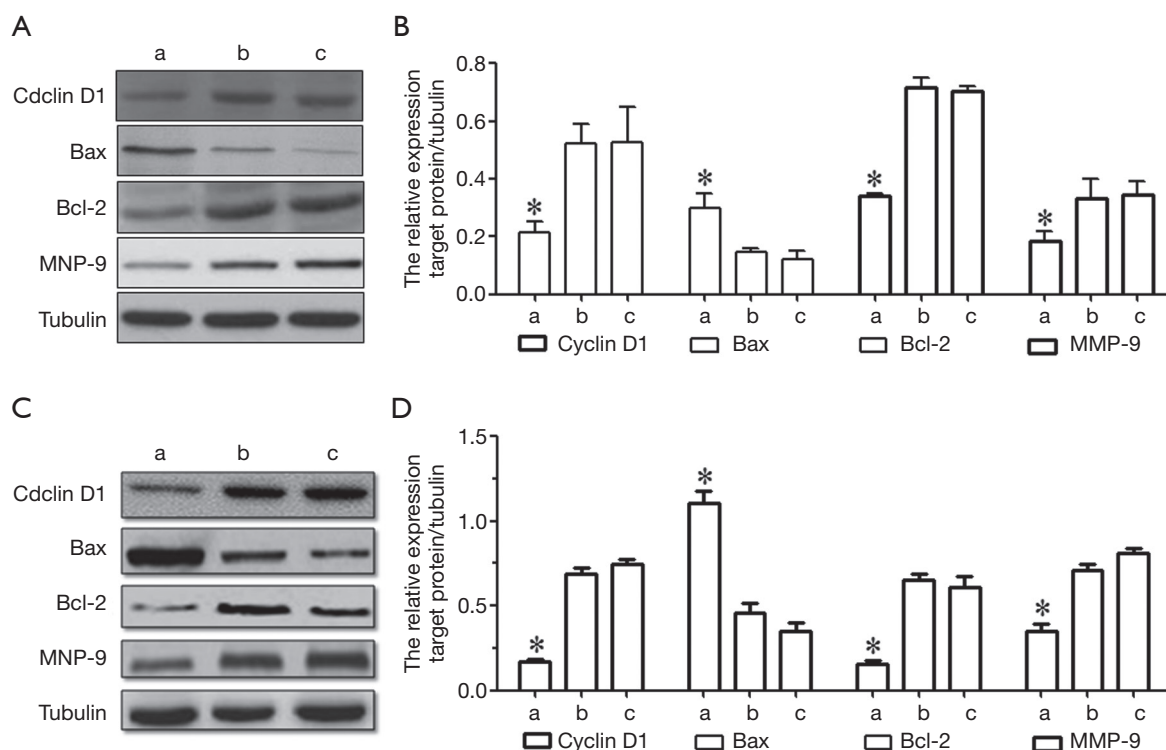 A
a b c
Cdclin D1
Bax
Bcl-2
MNP-9
Tubulin
B
The relative expression
target protein/tubulin
0.8
0.6
0.4
0.2
0.0
* * * *
a b c a b c a b c a b c
Cyclin D1 Bax Bcl-2 MMP-9
C
a b c
Cdclin D1
Bax
Bcl-2
MNP-9
Tubulin
D
The relative expression
target protein/tubulin
1.5
1.0
0.5
0.0
* * * *
a b c a b c a b c a b c
Cyclin D1 Bax Bcl-2 MMP-9